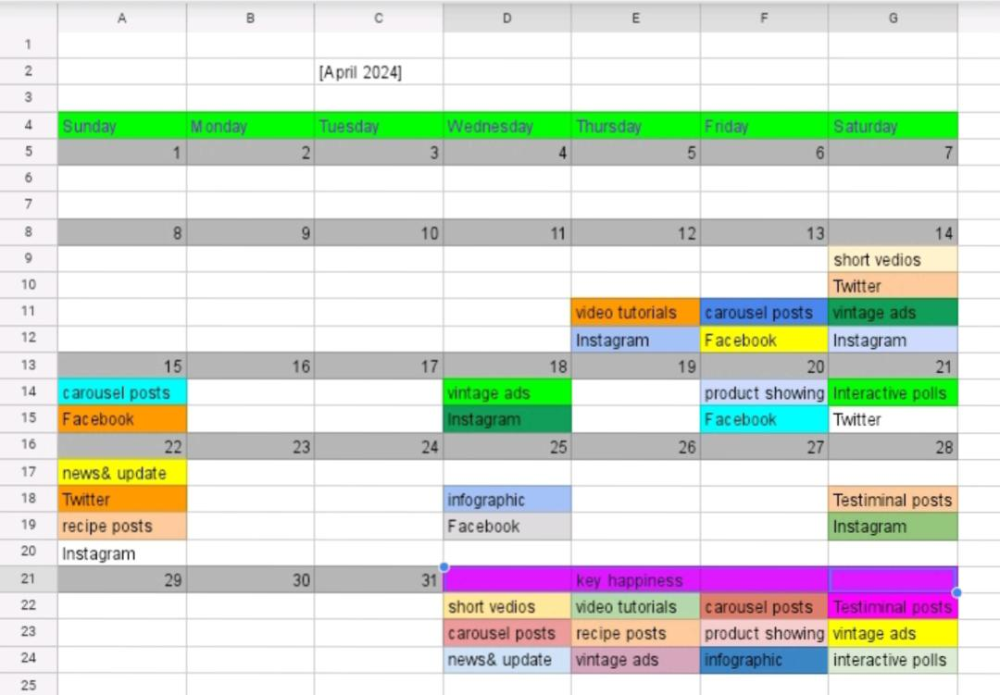 A B C D E F G
1
2 [April 2024]
3
4 Sunday Monday Tuesday Wednesday Thursday Friday Saturday
5 1 2 3 4 5 6 7
6
7
8 8 9 10 11 12 13 14
9 short vedios
10 Twitter
11 video tutorials carousel posts vintage ads
12 Instagram Facebook Instagram
13 15 16 17 18 19 20 21
14 carousel posts vintage ads product showing Interactive polls
15 Facebook Instagram Facebook Twitter
16 22 23 24 25 26 27 28
17 news& update
18 Twitter infographic Testiminal posts
19 recipe posts Facebook Instagram
20 Instagram
21 29 30 31 key happiness
22 short vedios video tutorials carousel posts Testiminal posts
23 carousel posts recipe posts product showing vintage ads
24 news& update vintage ads infographic interactive polls
25